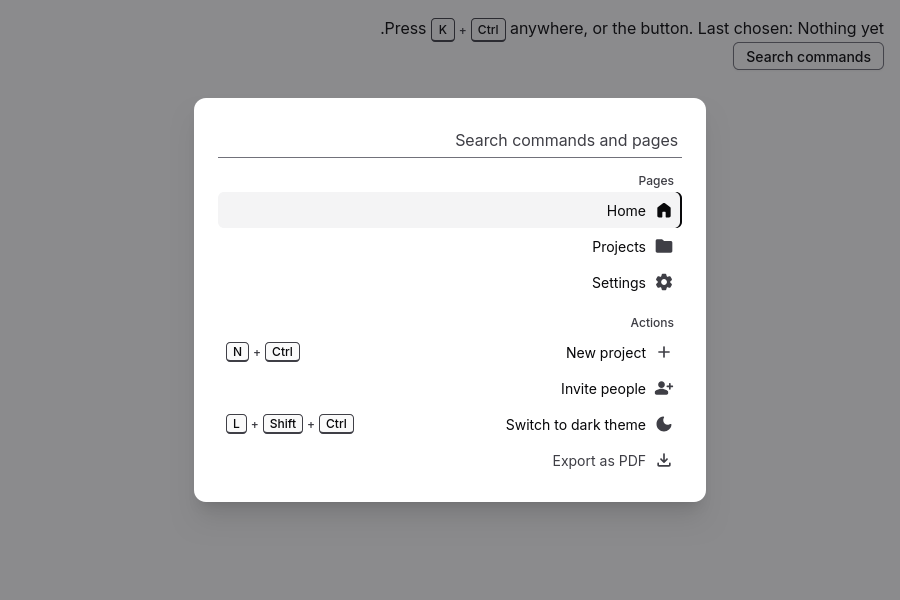 .Press K + Ctrl anywhere, or the button. Last chosen: Nothing yet
Search commands
Search commands and pages
Pages
Home
Projects
Settings
Actions
N + Ctrl New project
Invite people
L + Shift + Ctrl Switch to dark theme
Export as PDF